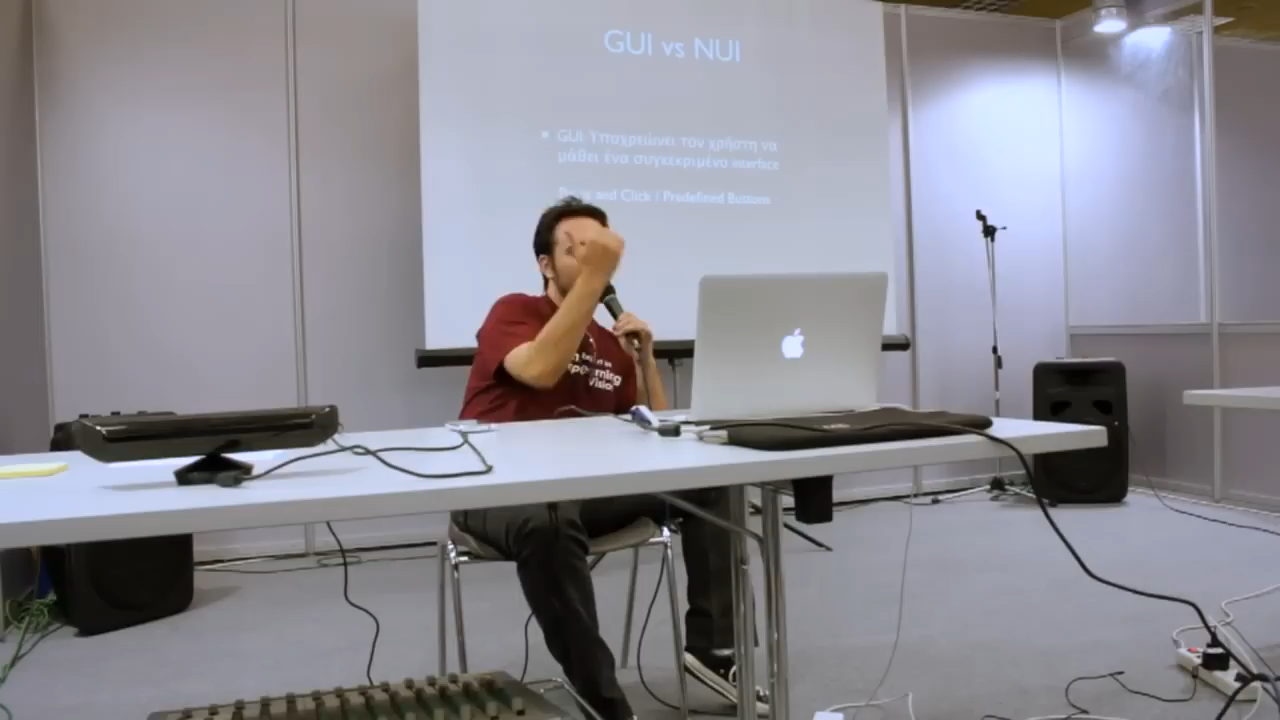 GUI vs NUI
GUI: Υποχρεώνει τον χρήστη να
μάθει ένα συγκεκριμένο interface
and Click / Predefined Buttons